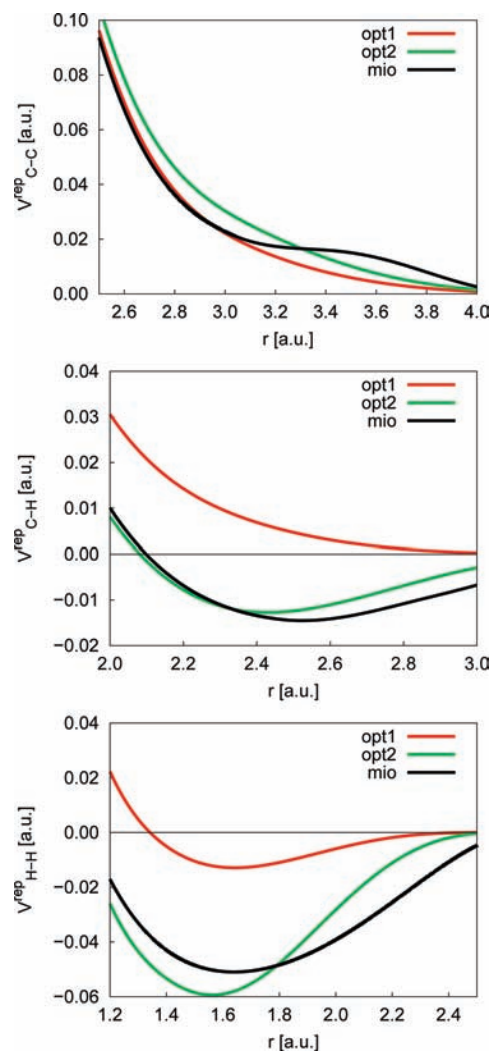 0.10
0.08
0.06
0.04
0.02
0.00
V^rep_C−C [a.u.]
opt1
opt2
mio
2.6 2.8 3.0 3.2 3.4 3.6 3.8 4.0
r [a.u.]
0.04
0.03
0.02
0.01
0.00
−0.01
−0.02
V^rep_C−H [a.u.]
opt1
opt2
mio
2.0 2.2 2.4 2.6 2.8 3.0
r [a.u.]
0.04
0.02
0.00
−0.02
−0.04
−0.06
V^rep_H−H [a.u.]
opt1
opt2
mio
1.2 1.4 1.6 1.8 2.0 2.2 2.4
r [a.u.]